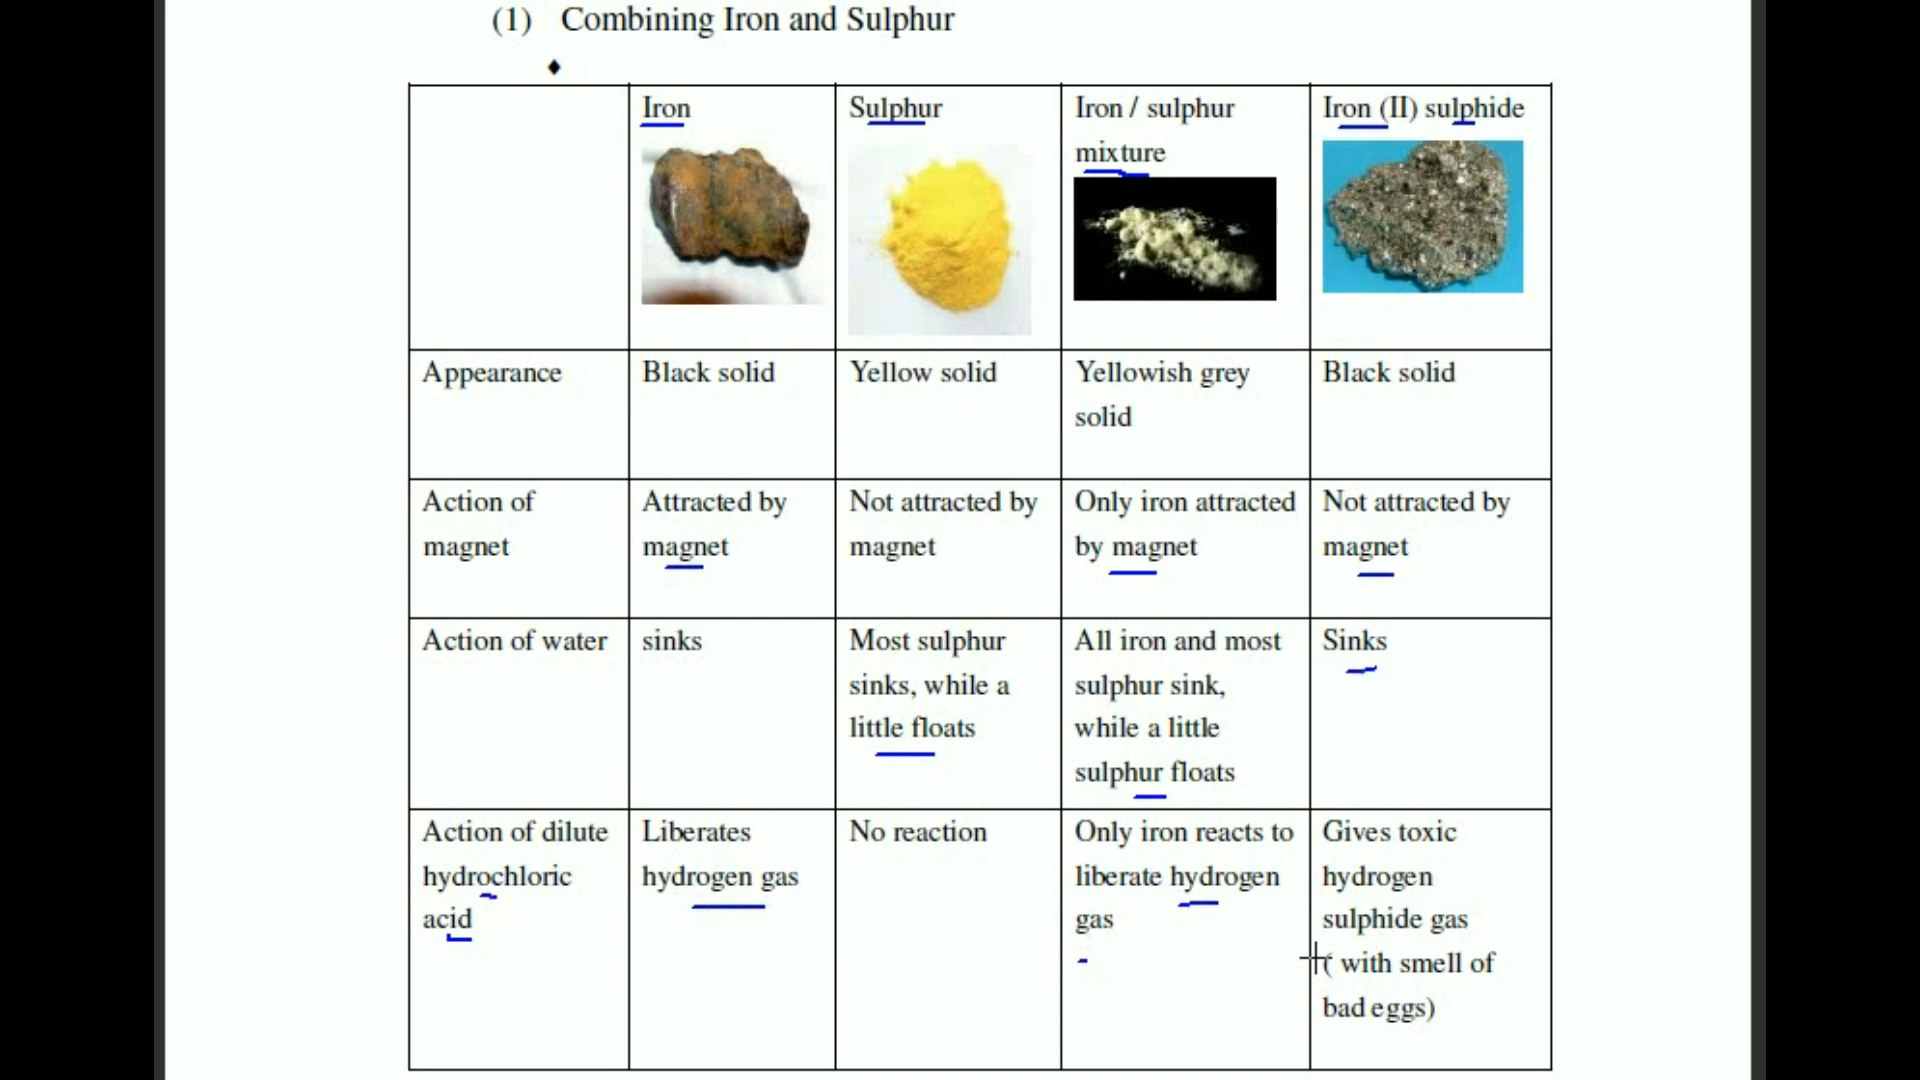 (1) Combining Iron and Sulphur
Iron
Sulphur
Iron / sulphur
mixture
Iron (II) sulphide
Appearance
Black solid
Yellow solid
Yellowish grey
solid
Black solid
Action of
magnet
Attracted by
magnet
Not attracted by
magnet
Only iron attracted
by magnet
Not attracted by
magnet
Action of water
sinks
Most sulphur
sinks, while a
little floats
All iron and most
sulphur sink,
while a little
sulphur floats
Sinks
Action of dilute
hydrochloric
acid
Liberates
hydrogen gas
No reaction
Only iron reacts to
liberate hydrogen
gas
Gives toxic
hydrogen
sulphide gas
( with smell of
bad eggs)